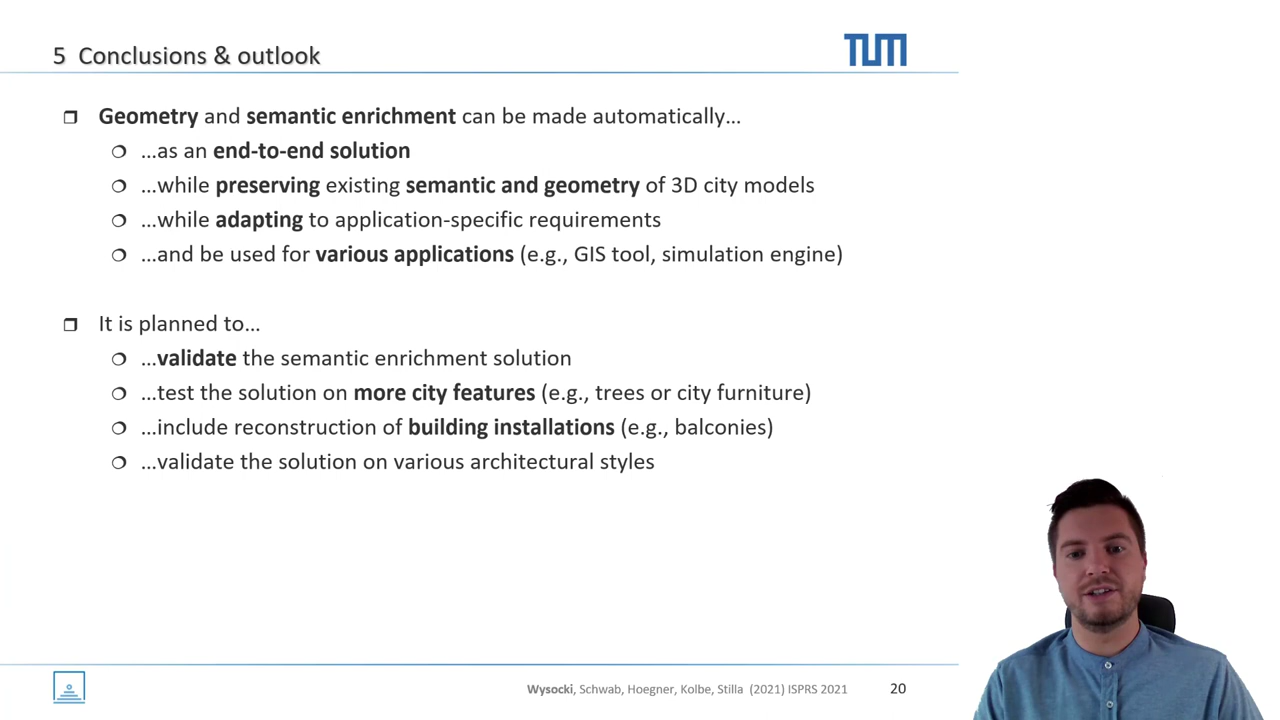 5 Conclusions & outlook
TUM
Geometry and semantic enrichment can be made automatically…
…as an end-to-end solution
…while preserving existing semantic and geometry of 3D city models
…while adapting to application-specific requirements
…and be used for various applications (e.g., GIS tool, simulation engine)
It is planned to…
…validate the semantic enrichment solution
…test the solution on more city features (e.g., trees or city furniture)
…include reconstruction of building installations (e.g., balconies)
…validate the solution on various architectural styles
Wysocki, Schwab, Hoegner, Kolbe, Stilla (2021) ISPRS 2021 20